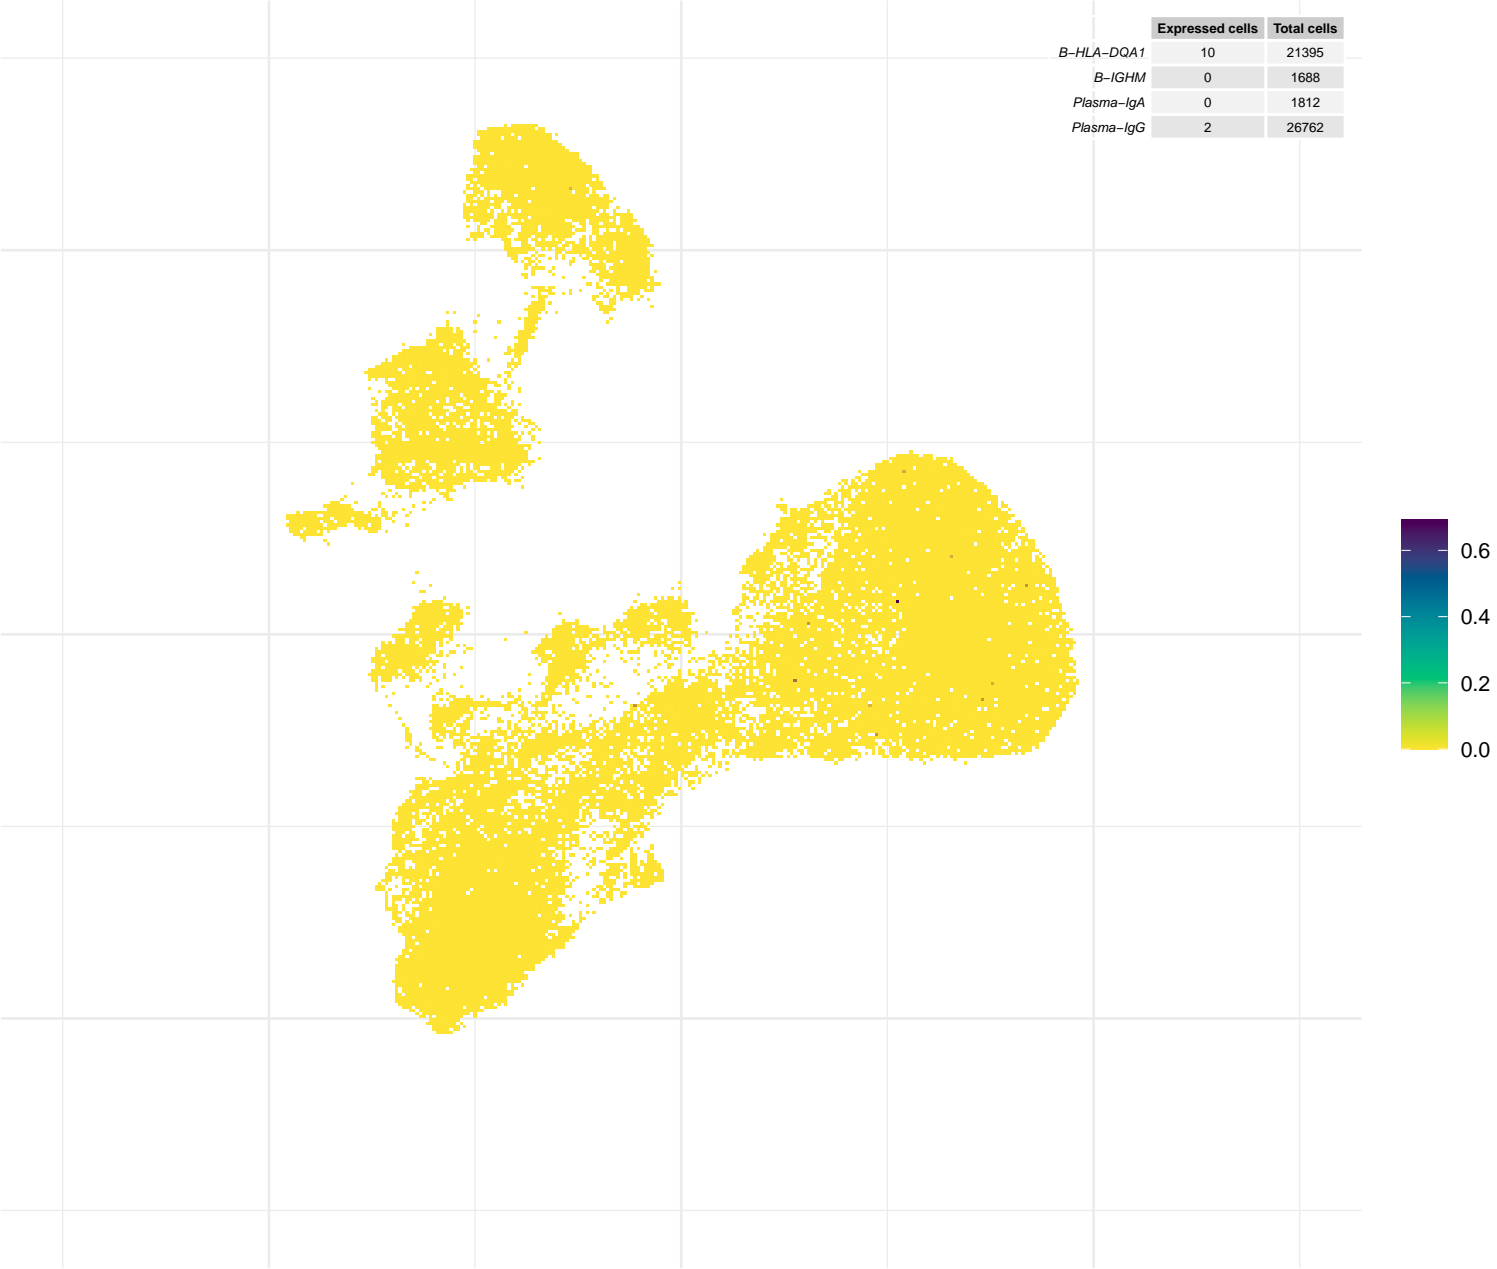 Expressed cells Total cells
B−HLA−DQA1 10 21395
B−IGHM 0 1688
Plasma−IgA 0 1812
Plasma−IgG 2 26762
0.6
0.4
0.2
0.0